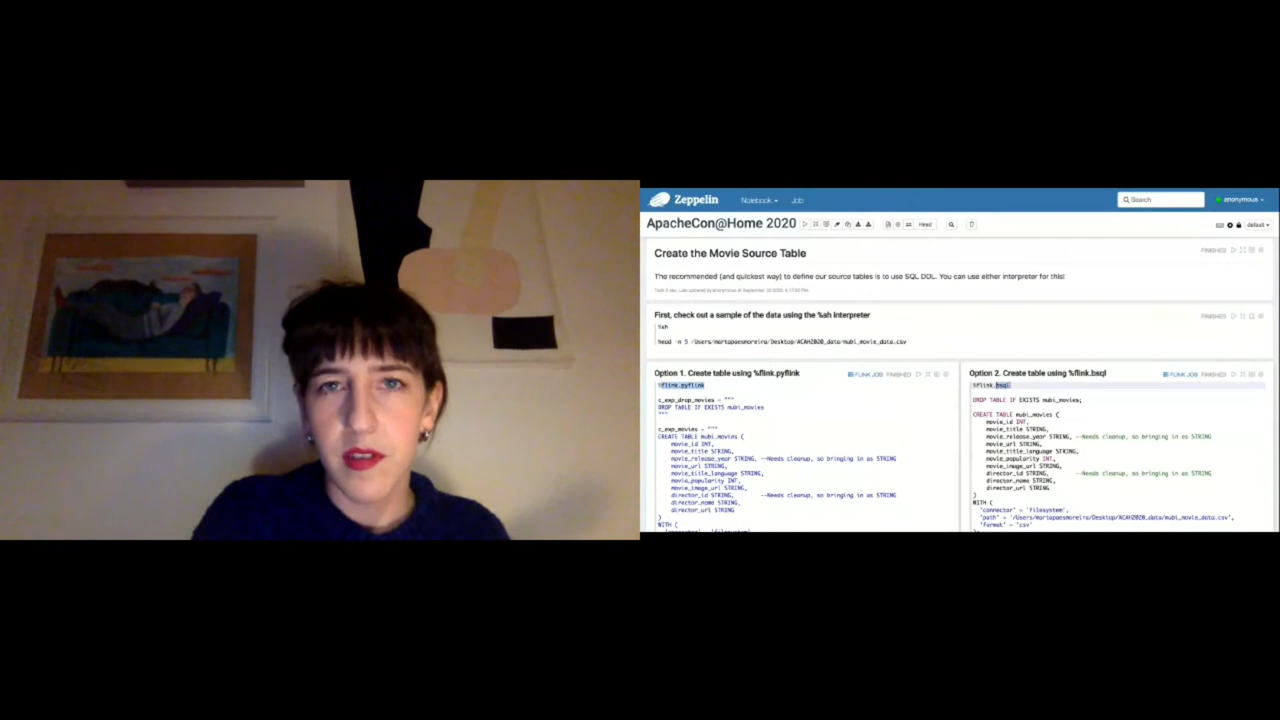 Zeppelin
Notebook
Job
Search
anonymous
ApacheCon@Home 2020
Head
default
Create the Movie Source Table
FINISHED
The recommended (and quickest way) to define our source tables is to use SQL DDL. You can use either interpreter for this!
First, check out a sample of the data using the %sh interpreter
FINISHED
%sh
head -n 5 /Users/martapaesmoreira/Desktop/ACAH2020_data/mubi_movie_data.csv
Option 1. Create table using %flink.pyflink
FLINK JOB FINISHED
%flink.pyflink
c_exp_drop_movies = """
DROP TABLE IF EXISTS mubi_movies
"""
c_exp_movies = """
CREATE TABLE mubi_movies (
movie_id INT,
movie_title STRING,
movie_release_year STRING, --Needs cleanup, so bringing in as STRING
movie_url STRING,
movie_title_language STRING,
movie_popularity INT,
movie_image_url STRING,
director_id STRING, --Needs cleanup, so bringing in as STRING
director_name STRING,
director_url STRING
)
WITH (
Option 2. Create table using %flink.bsql
FLINK JOB FINISHED
%flink.bsql
DROP TABLE IF EXISTS mubi_movies;
CREATE TABLE mubi_movies (
movie_id INT,
movie_title STRING,
movie_release_year STRING, --Needs cleanup, so bringing in as STRING
movie_url STRING,
movie_title_language STRING,
movie_popularity INT,
movie_image_url STRING,
director_id STRING, --Needs cleanup, so bringing in as STRING
director_name STRING,
director_url STRING
)
WITH (
'connector' = 'filesystem',
'path' = '/Users/martapaesmoreira/Desktop/ACAH2020_data/mubi_movie_data.csv',
'format' = 'csv'